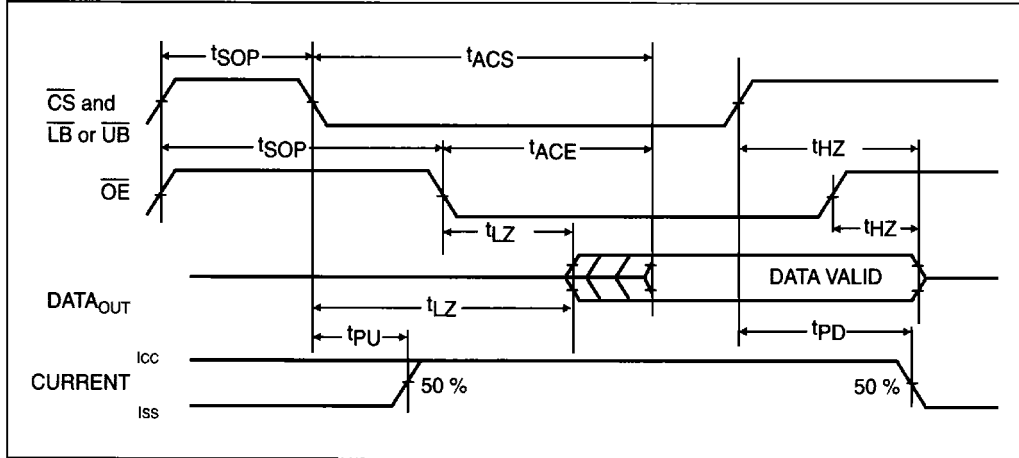 tSOP
tACS
CS and
LB or UB
tSOP
tACE
tHZ
OE
tLZ
tHZ
DATA VALID
DATAOUT
tLZ
tPU
tPD
ICC
CURRENT
50 %
50 %
ISS